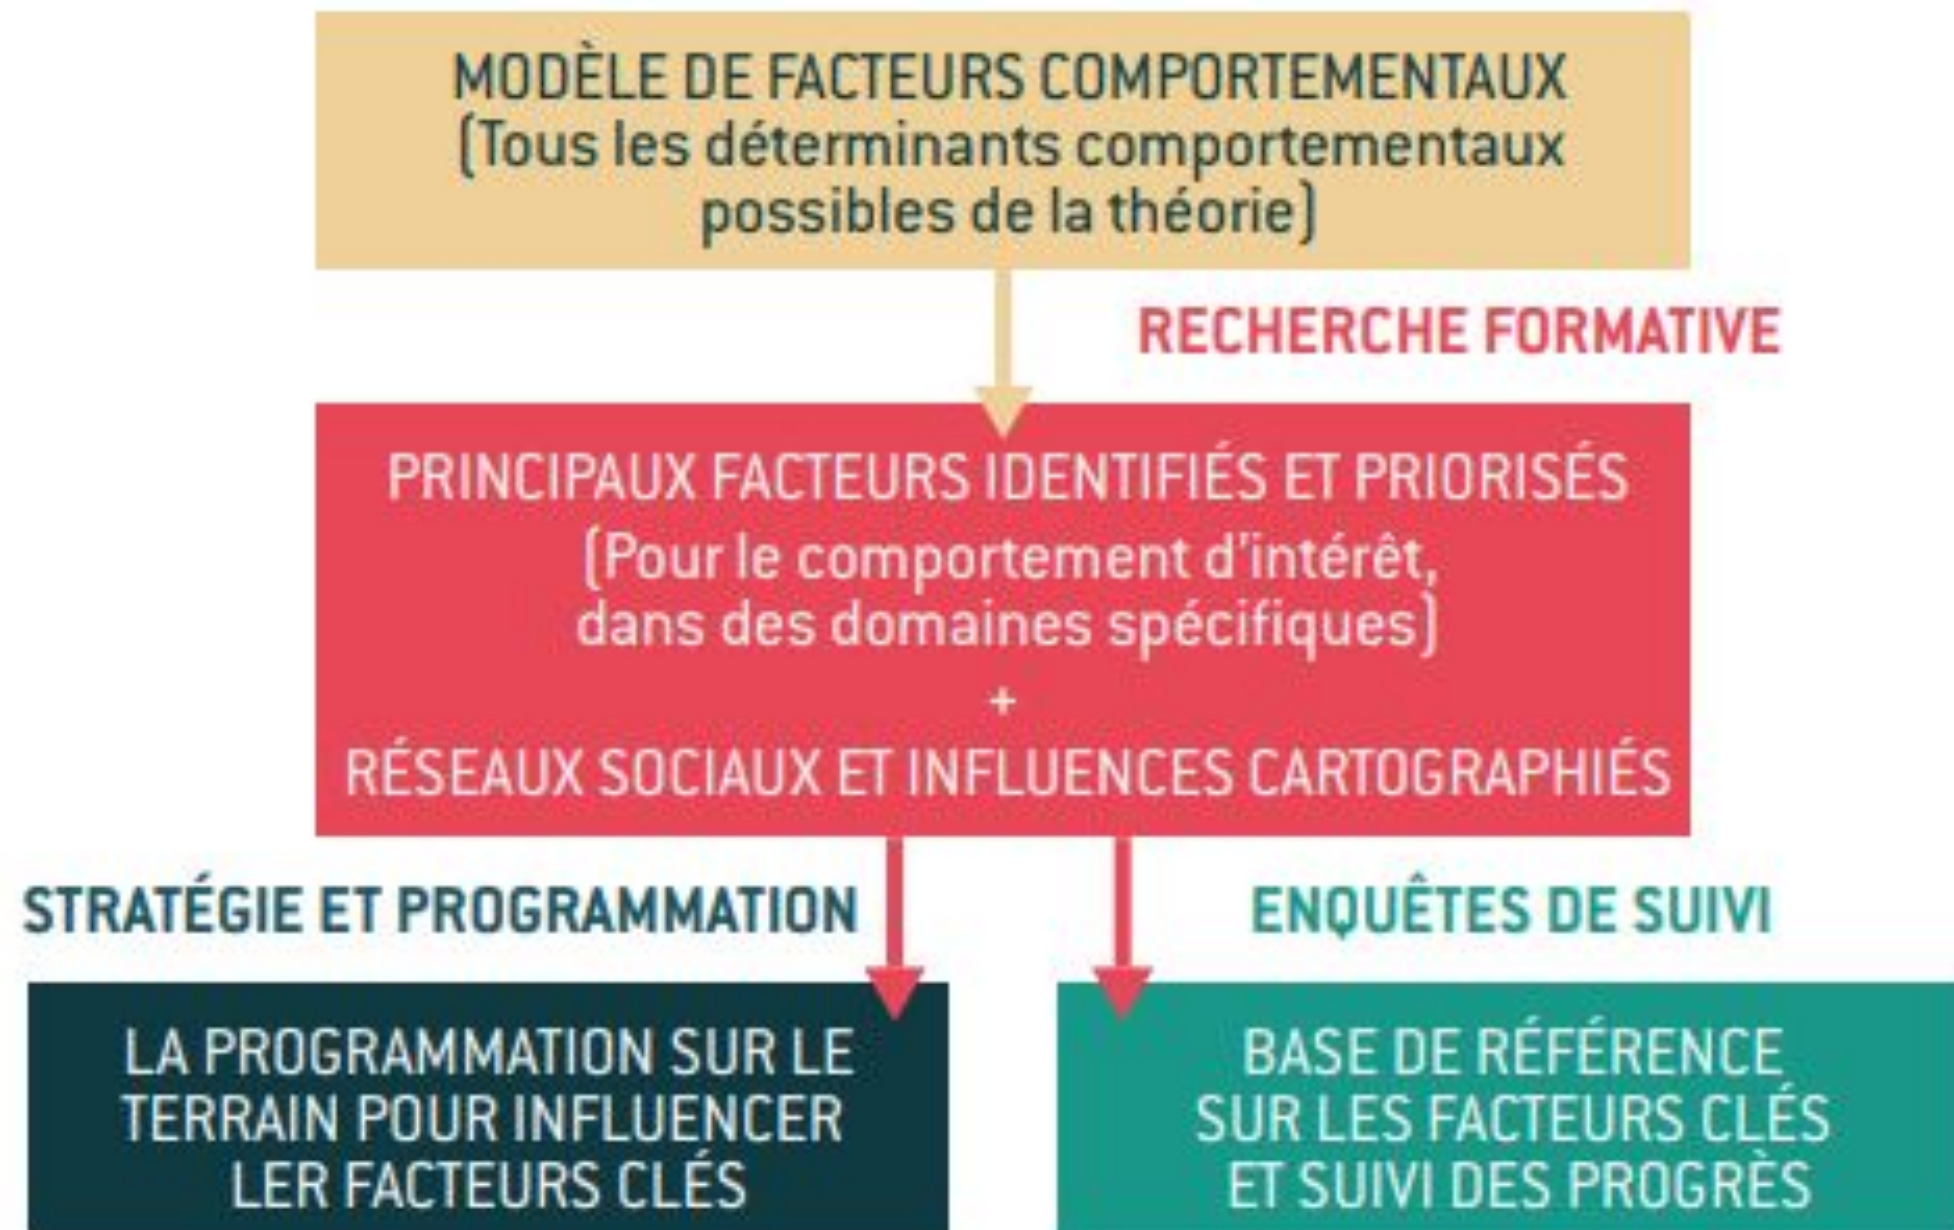 MODÈLE DE FACTEURS COMPORTEMENTAUX
(Tous les déterminants comportementaux
possibles de la théorie)
RECHERCHE FORMATIVE
PRINCIPAUX FACTEURS IDENTIFIÉS ET PRIORISÉS
(Pour le comportement d'intérêt,
dans des domaines spécifiques)
+
RÉSEAUX SOCIAUX ET INFLUENCES CARTOGRAPHIÉS
STRATÉGIE ET PROGRAMMATION
LA PROGRAMMATION SUR LE
TERRAIN POUR INFLUENCER
LER FACTEURS CLÉS
ENQUÊTES DE SUIVI
BASE DE RÉFÉRENCE
SUR LES FACTEURS CLÉS
ET SUIVI DES PROGRÈS